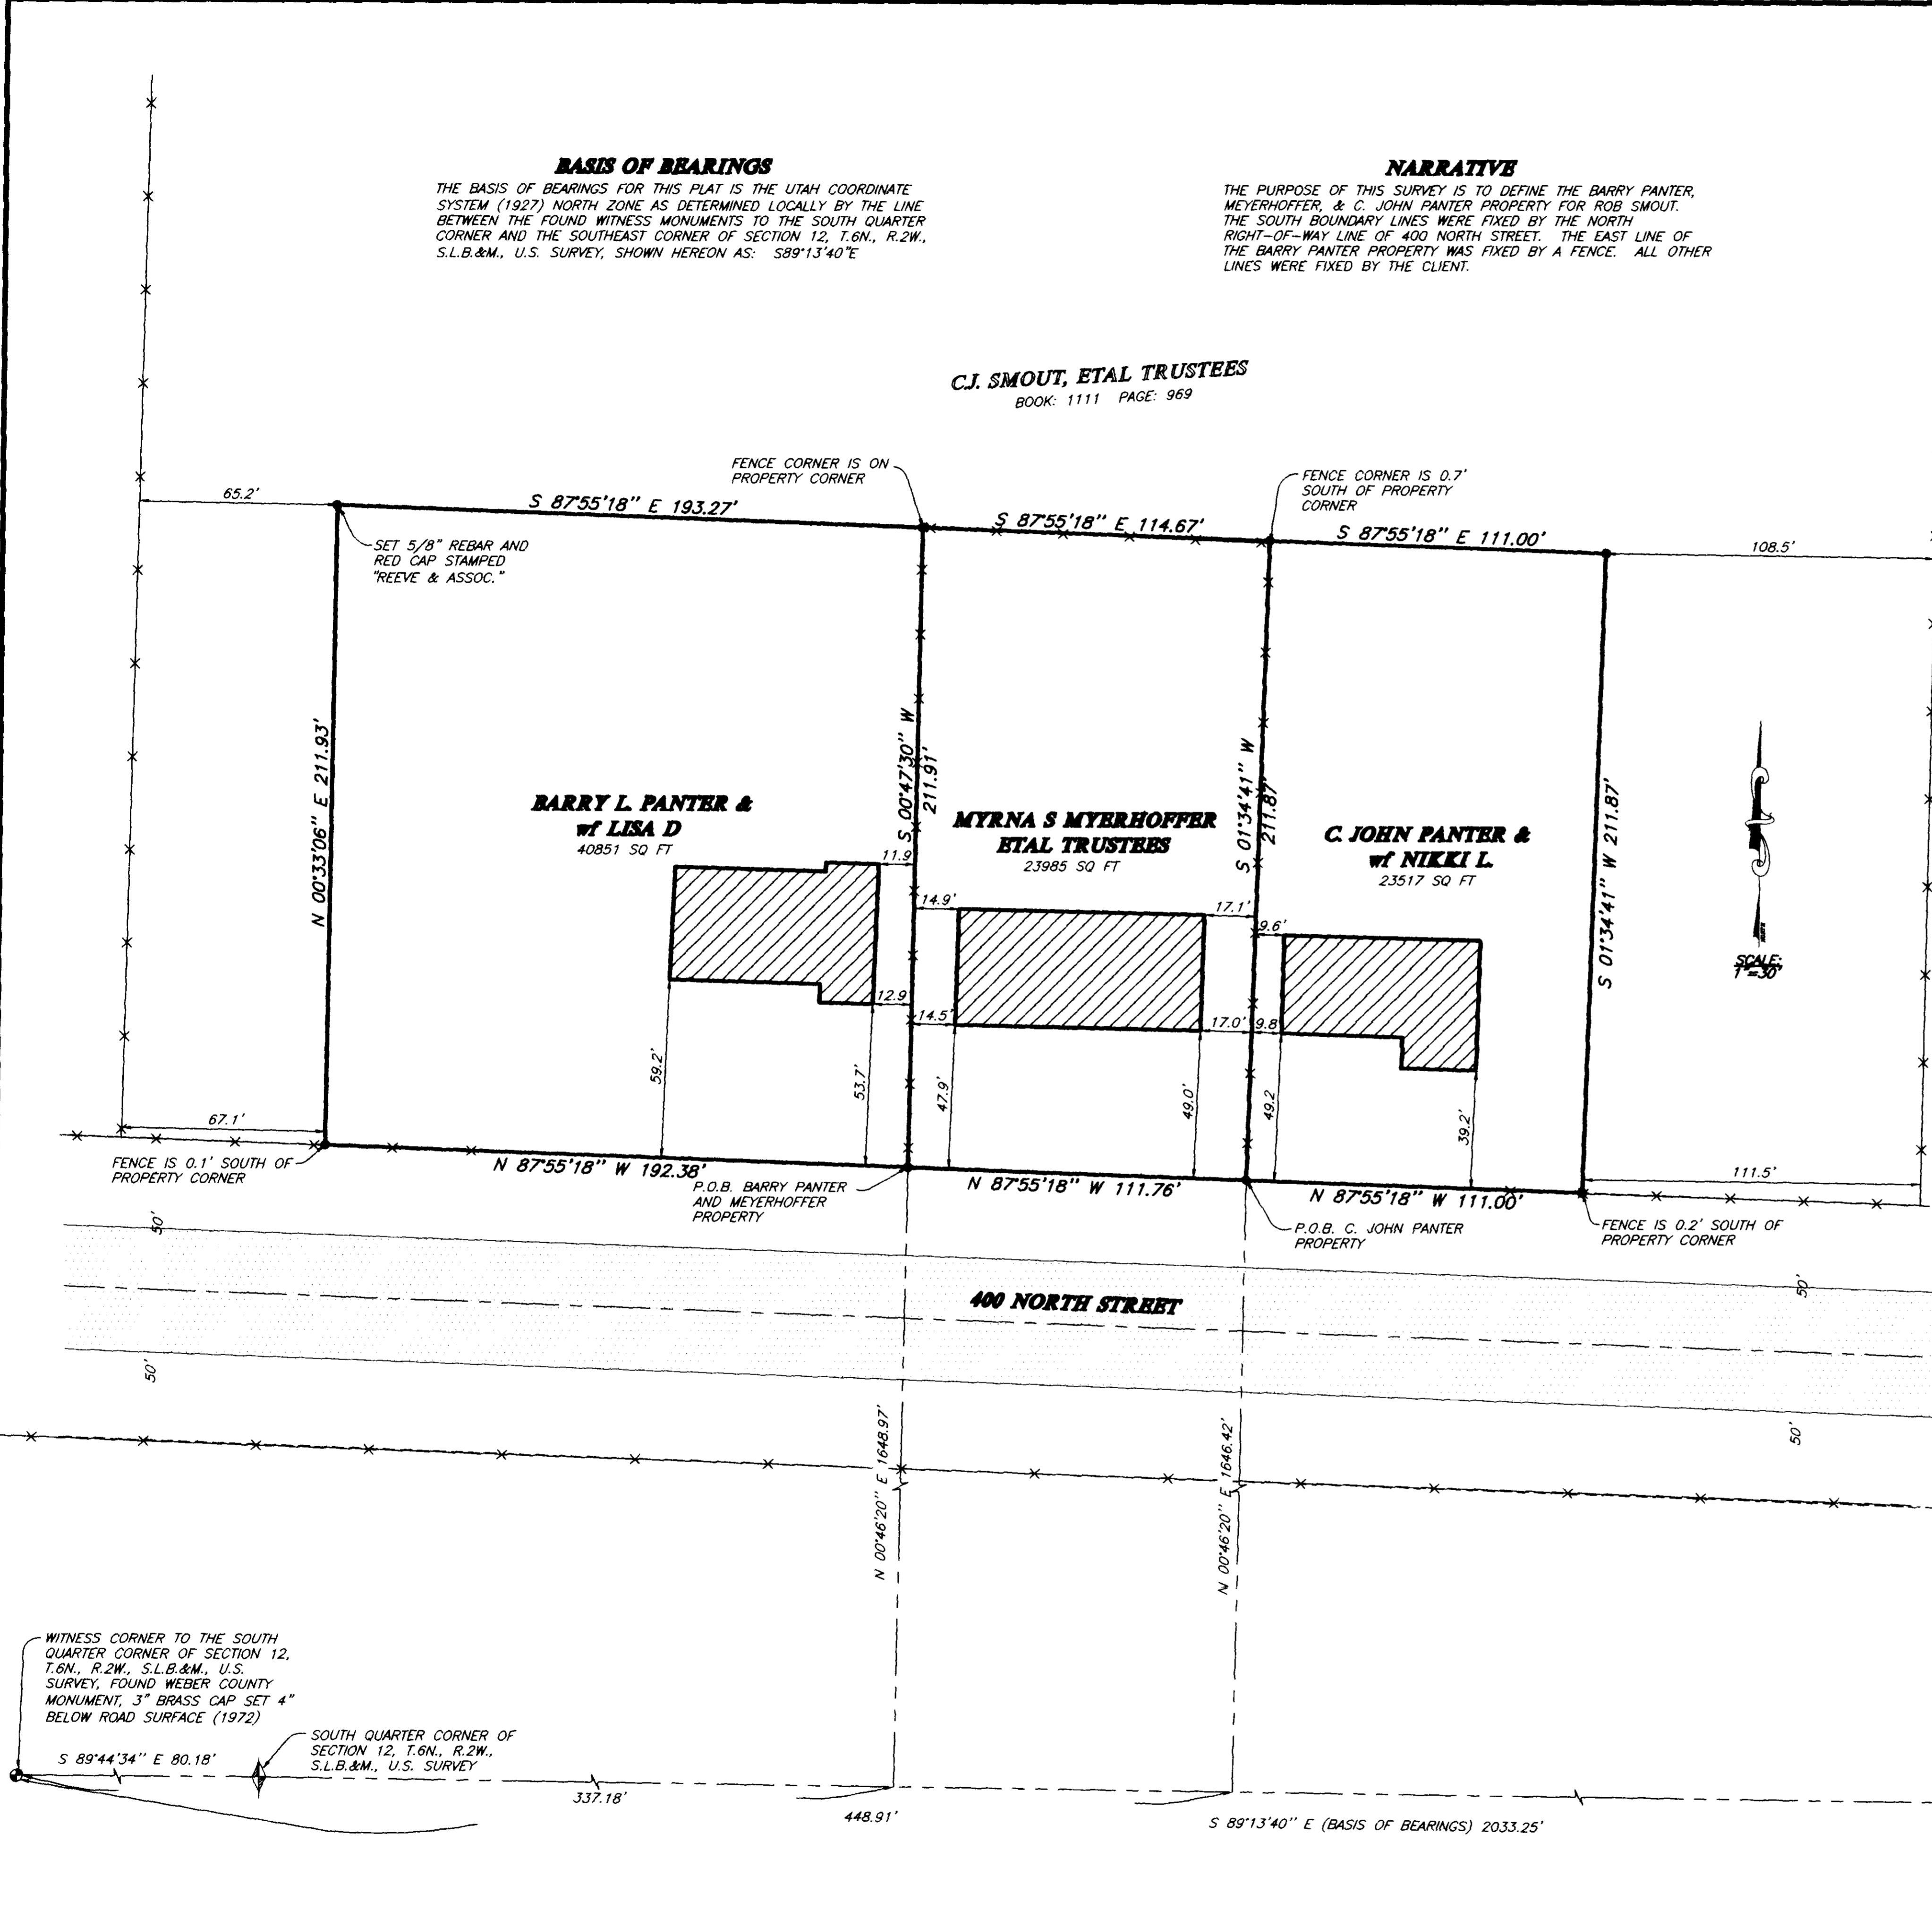 BASIS OF BEARINGS
THE BASIS OF BEARINGS FOR THIS PLAT IS THE UTAH COORDINATE
SYSTEM (1927) NORTH ZONE AS DETERMINED LOCALLY BY THE LINE
BETWEEN THE FOUND WITNESS MONUMENTS TO THE SOUTH QUARTER
CORNER AND THE SOUTHEAST CORNER OF SECTION 12, T.6N., R.2W.,
S.L.B.&M., U.S. SURVEY, SHOWN HEREON AS: S89°13'40"E
NARRATIVE
THE PURPOSE OF THIS SURVEY IS TO DEFINE THE BARRY PANTER,
MEYERHOFFER, & C. JOHN PANTER PROPERTY FOR ROB SMOUT.
THE SOUTH BOUNDARY LINES WERE FIXED BY THE NORTH
RIGHT-OF-WAY LINE OF 400 NORTH STREET. THE EAST LINE OF
THE BARRY PANTER PROPERTY WAS FIXED BY A FENCE. ALL OTHER
LINES WERE FIXED BY THE CLIENT.
C.J. SMOUT, ETAL TRUSTEES
BOOK: 1111 PAGE: 969
FENCE CORNER IS ON
PROPERTY CORNER
FENCE CORNER IS 0.7'
SOUTH OF PROPERTY
CORNER
65.2'
S 87°55'18" E 193.27'
S 87°55'18" E 114.67'
S 87°55'18" E 111.00'
108.5'
SET 5/8" REBAR AND
RED CAP STAMPED
"REEVE & ASSOC."
N 00°33'06" E 211.93'
S 00°47'30" W
211.91'
S 01°34'41" W
211.87'
S 01°34'41" W 211.87'
BARRY L. PANTER &
wf LISA D
40851 SQ FT
MYRNA S MYERHOFFER
ETAL TRUSTEES
23985 SQ FT
C. JOHN PANTER &
wf NIKKI L.
23517 SQ FT
SCALE:
1"=30'
11.9
14.9'
17.1'
9.6'
12.9
14.5'
17.0'
9.8'
59.2'
53.7'
47.9'
49.0'
49.2
39.2'
67.1'
FENCE IS 0.1' SOUTH OF
PROPERTY CORNER
N 87°55'18" W 192.38'
P.O.B. BARRY PANTER
AND MEYERHOFFER
PROPERTY
N 87°55'18" W 111.76'
N 87°55'18" W 111.00'
111.5'
P.O.B. C. JOHN PANTER
PROPERTY
FENCE IS 0.2' SOUTH OF
PROPERTY CORNER
50'
50'
400 NORTH STREET
50'
50'
N 00°46'20" E 1648.97'
N 00°46'20" E 1646.42'
WITNESS CORNER TO THE SOUTH
QUARTER CORNER OF SECTION 12,
T.6N., R.2W., S.L.B.&M., U.S.
SURVEY, FOUND WEBER COUNTY
MONUMENT, 3" BRASS CAP SET 4"
BELOW ROAD SURFACE (1972)
S 89°44'34" E 80.18'
SOUTH QUARTER CORNER OF
SECTION 12, T.6N., R.2W.,
S.L.B.&M., U.S. SURVEY
337.18'
448.91'
S 89°13'40" E (BASIS OF BEARINGS) 2033.25'